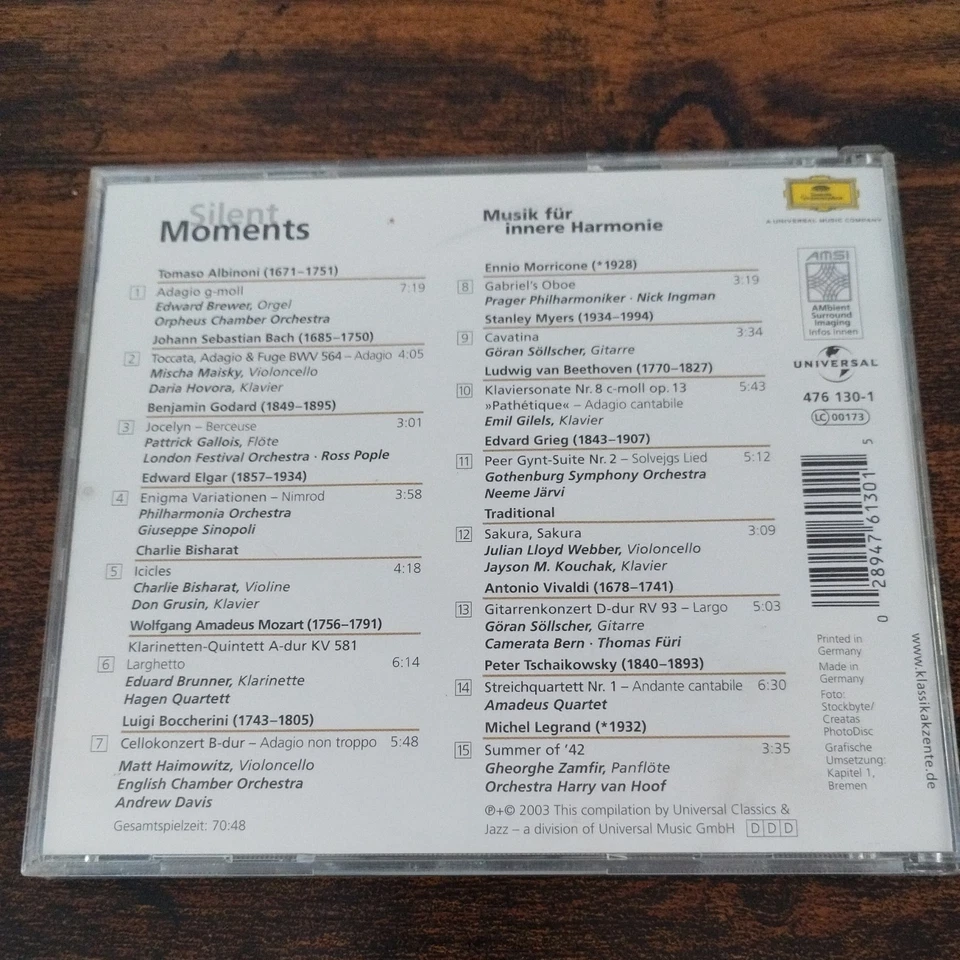 Silent
Moments
Tomaso Albinoni (1671–1751)
1 Adagio g-moll 7:19
Edward Brewer, Orgel
Orpheus Chamber Orchestra
Johann Sebastian Bach (1685–1750)
2 Toccata, Adagio & Fuge BWV 564 – Adagio 4:05
Mischa Maisky, Violoncello
Daria Hovora, Klavier
Benjamin Godard (1849–1895)
3 Jocelyn – Berceuse 3:01
Pattrick Gallois, Flöte
London Festival Orchestra · Ross Pople
Edward Elgar (1857–1934)
4 Enigma Variationen – Nimrod 3:58
Philharmonia Orchestra
Giuseppe Sinopoli
Charlie Bisharat
5 Icicles 4:18
Charlie Bisharat, Violine
Don Grusin, Klavier
Wolfgang Amadeus Mozart (1756–1791)
Klarinetten-Quintett A-dur KV 581
6 Larghetto 6:14
Eduard Brunner, Klarinette
Hagen Quartett
Luigi Boccherini (1743–1805)
7 Cellokonzert B-dur – Adagio non troppo 5:48
Matt Haimowitz, Violoncello
English Chamber Orchestra
Andrew Davis
Gesamtspielzeit: 70:48
Musik für
innere Harmonie
Ennio Morricone (*1928)
8 Gabriel's Oboe 3:19
Prager Philharmoniker · Nick Ingman
Stanley Myers (1934–1994)
9 Cavatina 3:34
Göran Söllscher, Gitarre
Ludwig van Beethoven (1770–1827)
10 Klaviersonate Nr. 8 c-moll op. 13 5:43
»Pathétique« – Adagio cantabile
Emil Gilels, Klavier
Edvard Grieg (1843–1907)
11 Peer Gynt-Suite Nr. 2 – Solvejgs Lied 5:12
Gothenburg Symphony Orchestra
Neeme Järvi
Traditional
12 Sakura, Sakura 3:09
Julian Lloyd Webber, Violoncello
Jayson M. Kouchak, Klavier
Antonio Vivaldi (1678–1741)
13 Gitarrenkonzert D-dur RV 93 – Largo 5:03
Göran Söllscher, Gitarre
Camerata Bern · Thomas Füri
Peter Tschaikowsky (1840–1893)
14 Streichquartett Nr. 1 – Andante cantabile 6:30
Amadeus Quartet
Michel Legrand (*1932)
15 Summer of '42 3:35
Gheorghe Zamfir, Panflöte
Orchestra Harry van Hoof
℗+© 2003 This compilation by Universal Classics &
Jazz – a division of Universal Music GmbH DDD
Deutsche
Grammophon
A UNIVERSAL MUSIC COMPANY
AMSI
AMbient
Surround
Imaging
Infos innen
UNIVERSAL
476 130-1
LC 00173
0 28947 61301 5
Printed in
Germany
Made in
Germany
Foto:
Stockbyte/
Creatas
PhotoDisc
Grafische
Umsetzung:
Kapitel 1,
Bremen
www.klassikakzente.de